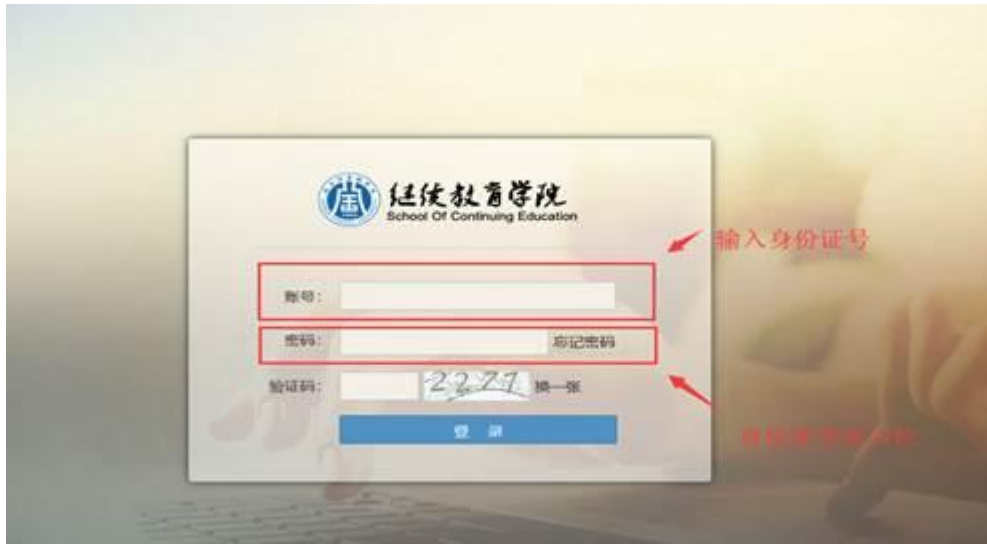 继续教育学院
School Of Continuing Education
输入身份证号
账号:
密码:
忘记密码
验证码:
2271
换一张
登 录